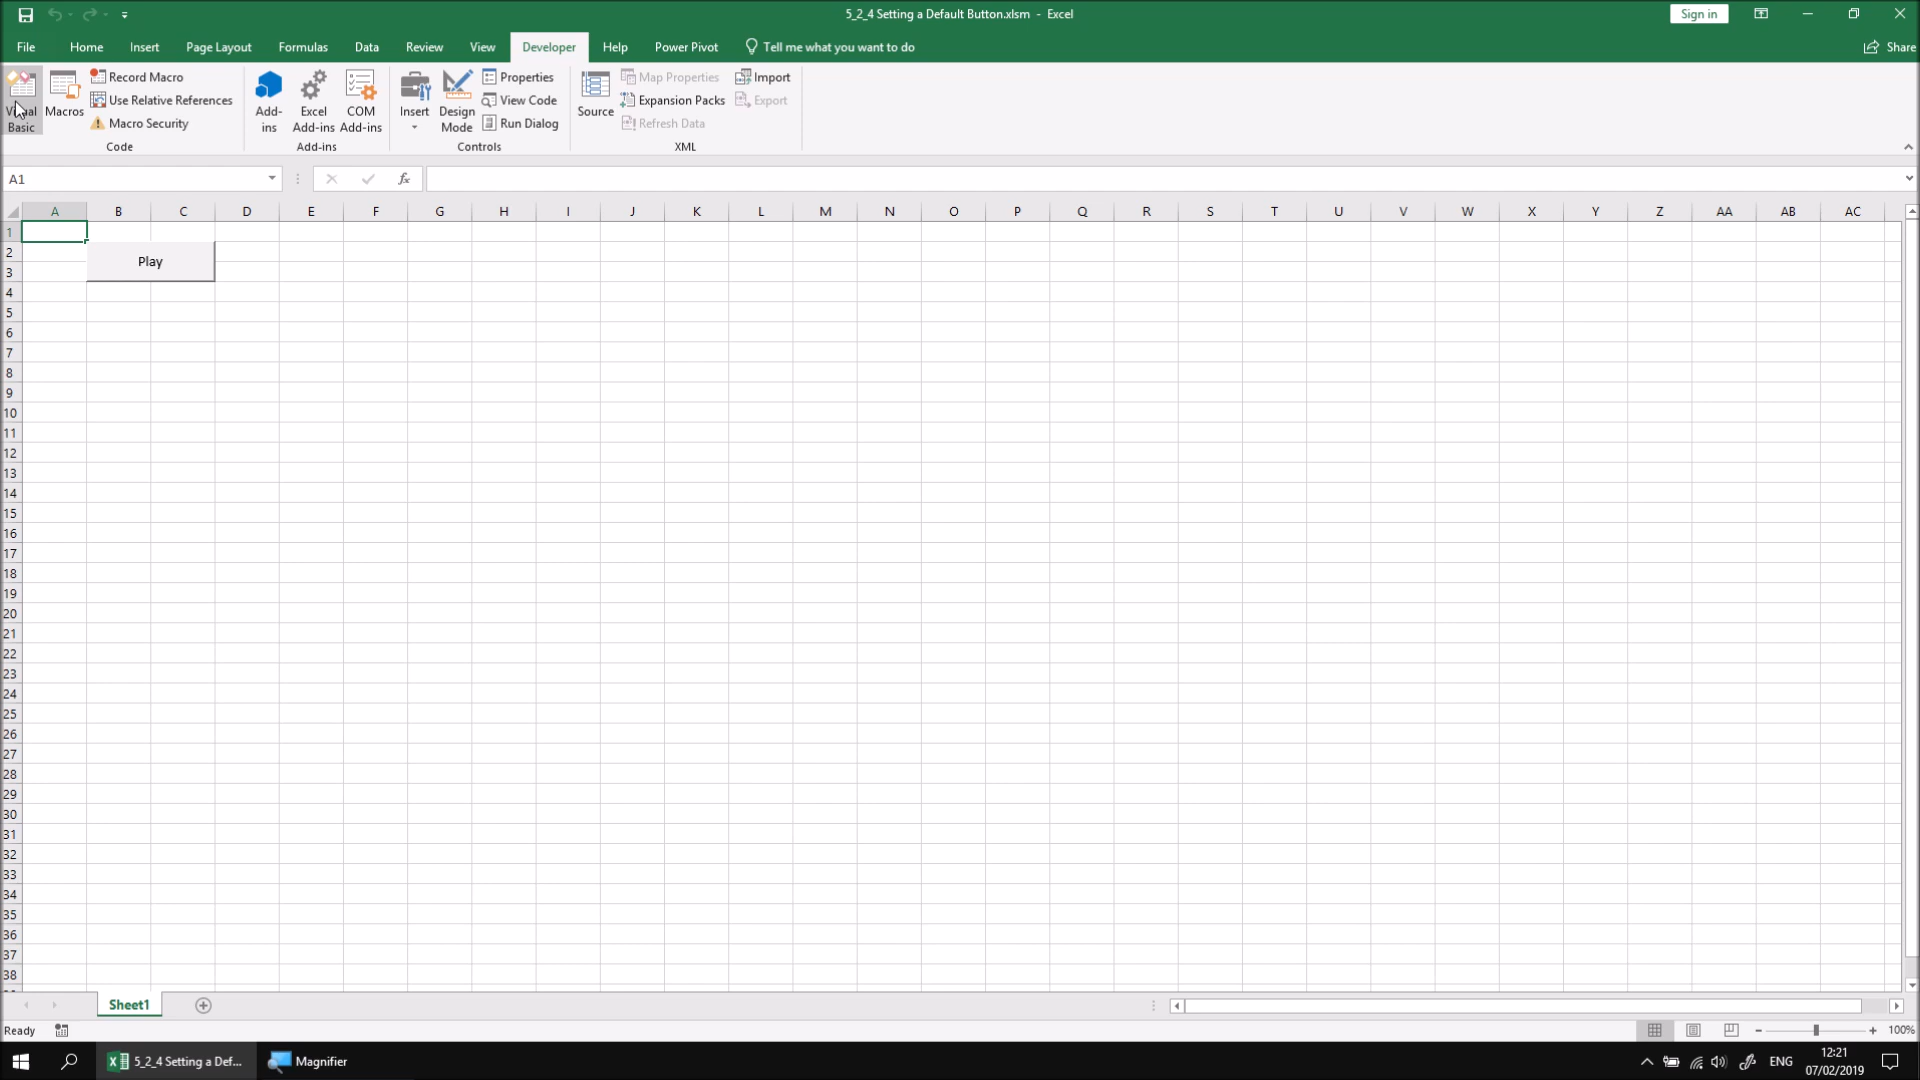 5_2_4 Setting a Default Button.xlsm - Excel
Sign in
File Home Insert Page Layout Formulas Data Review View Developer Help Power Pivot Tell me what you want to do Share
Visual Basic
Macros
Record Macro
Use Relative References
Macro Security
Code
Add-ins
Excel Add-ins
COM Add-ins
Add-ins
Insert
Design Mode
Properties
View Code
Run Dialog
Controls
Source
Map Properties
Expansion Packs
Refresh Data
Import
Export
XML
A1
fx
A B C D E F G H I J K L M N O P Q R S T U V W X Y Z AA AB AC
1
2
Play
3
4
5
6
7
8
9
10
11
12
13
14
15
16
17
18
19
20
21
22
23
24
25
26
27
28
29
30
31
32
33
34
35
36
37
38
Sheet1
Ready
100%
5_2_4 Setting a Def...
Magnifier
ENG
12:21
07/02/2019